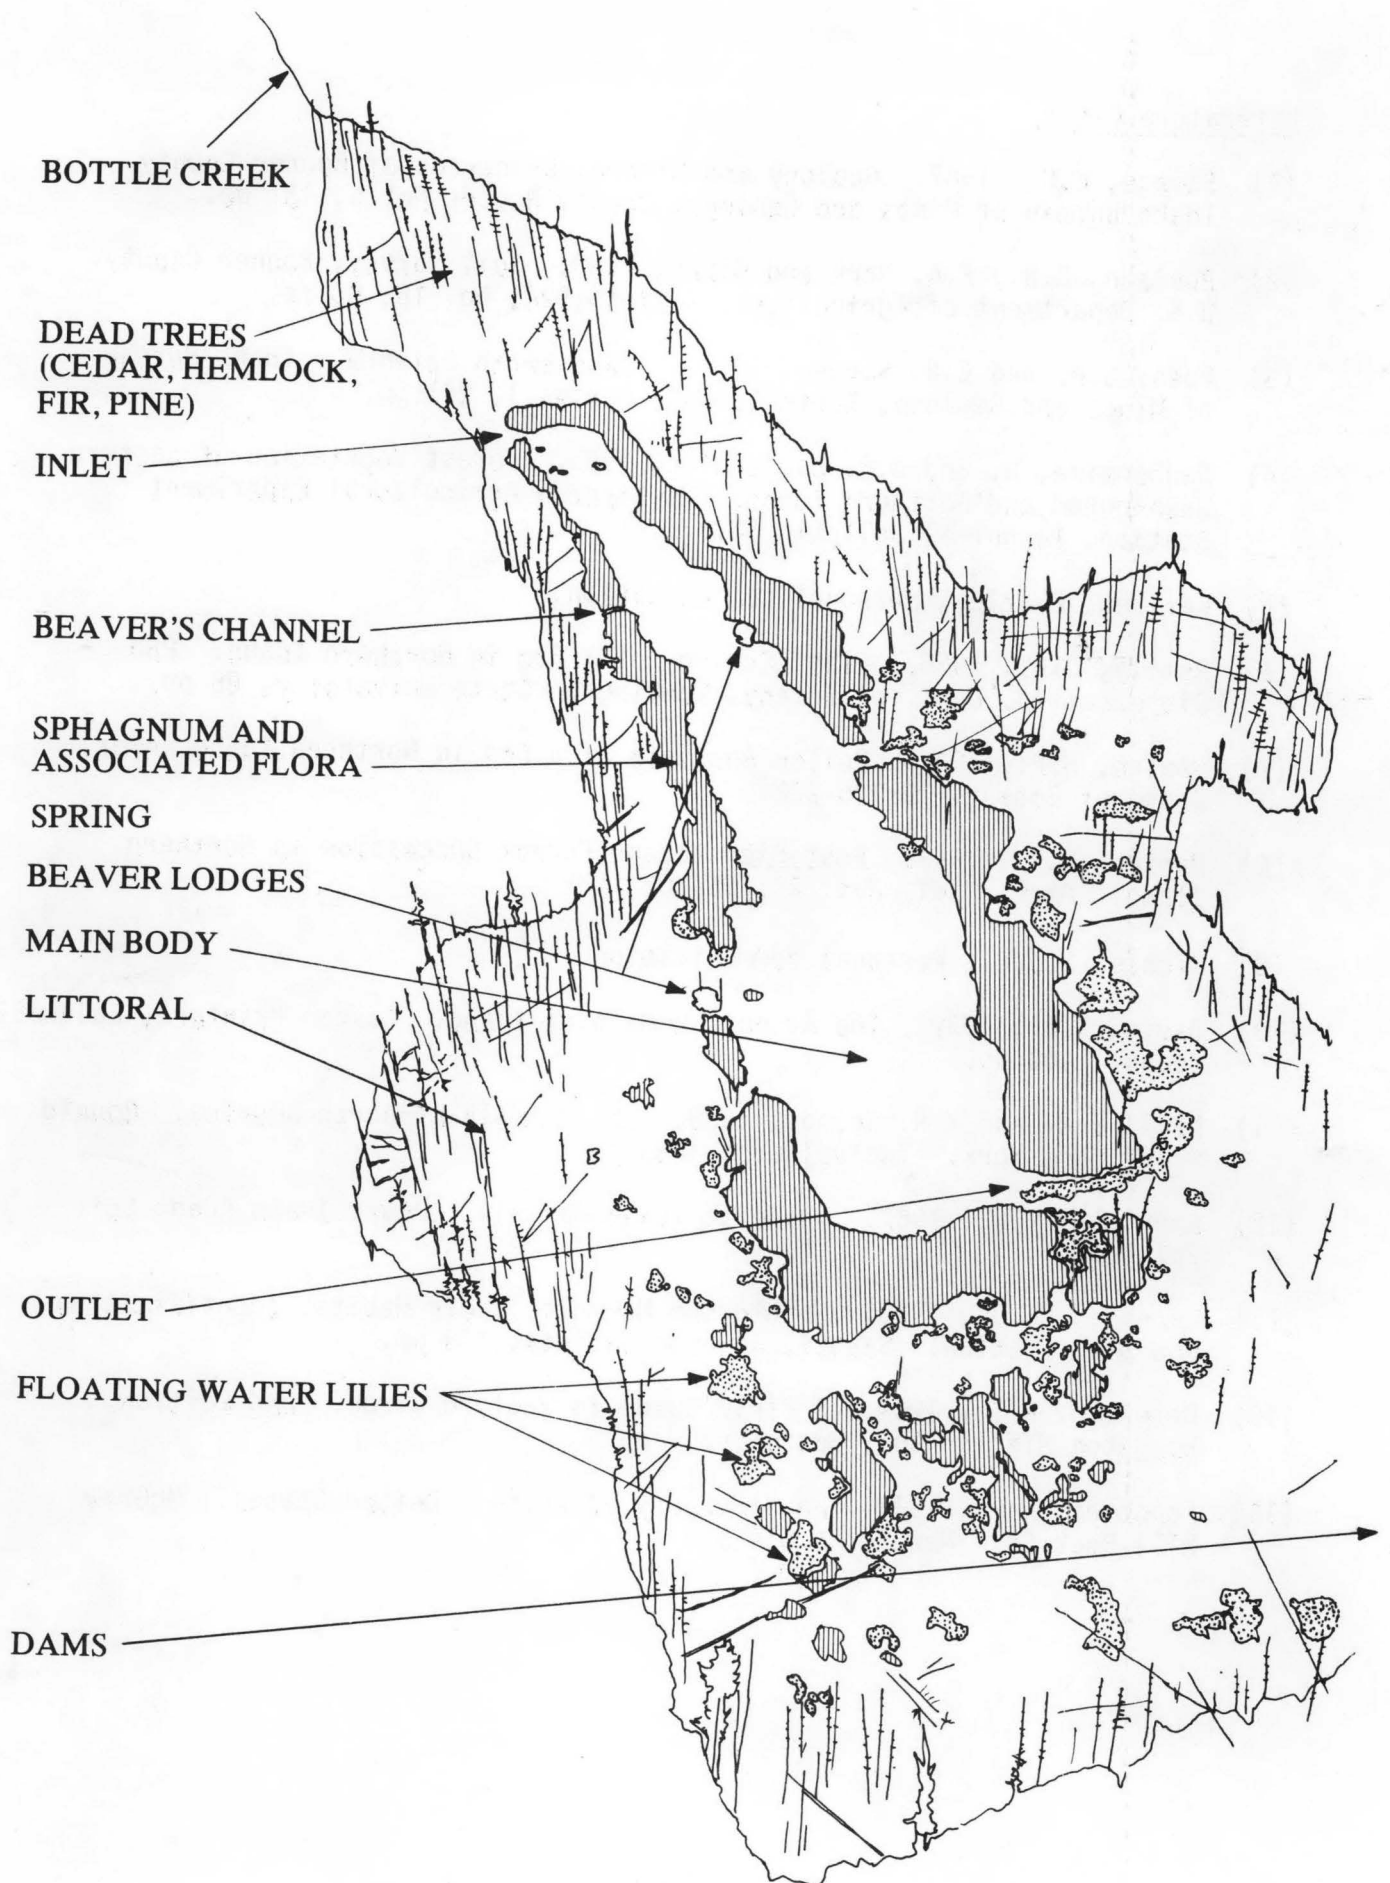 BOTTLE CREEK
DEAD TREES
(CEDAR, HEMLOCK,
FIR, PINE)
INLET
BEAVER'S CHANNEL
SPHAGNUM AND
ASSOCIATED FLORA
SPRING
BEAVER LODGES
MAIN BODY
LITTORAL
OUTLET
FLOATING WATER LILIES
DAMS